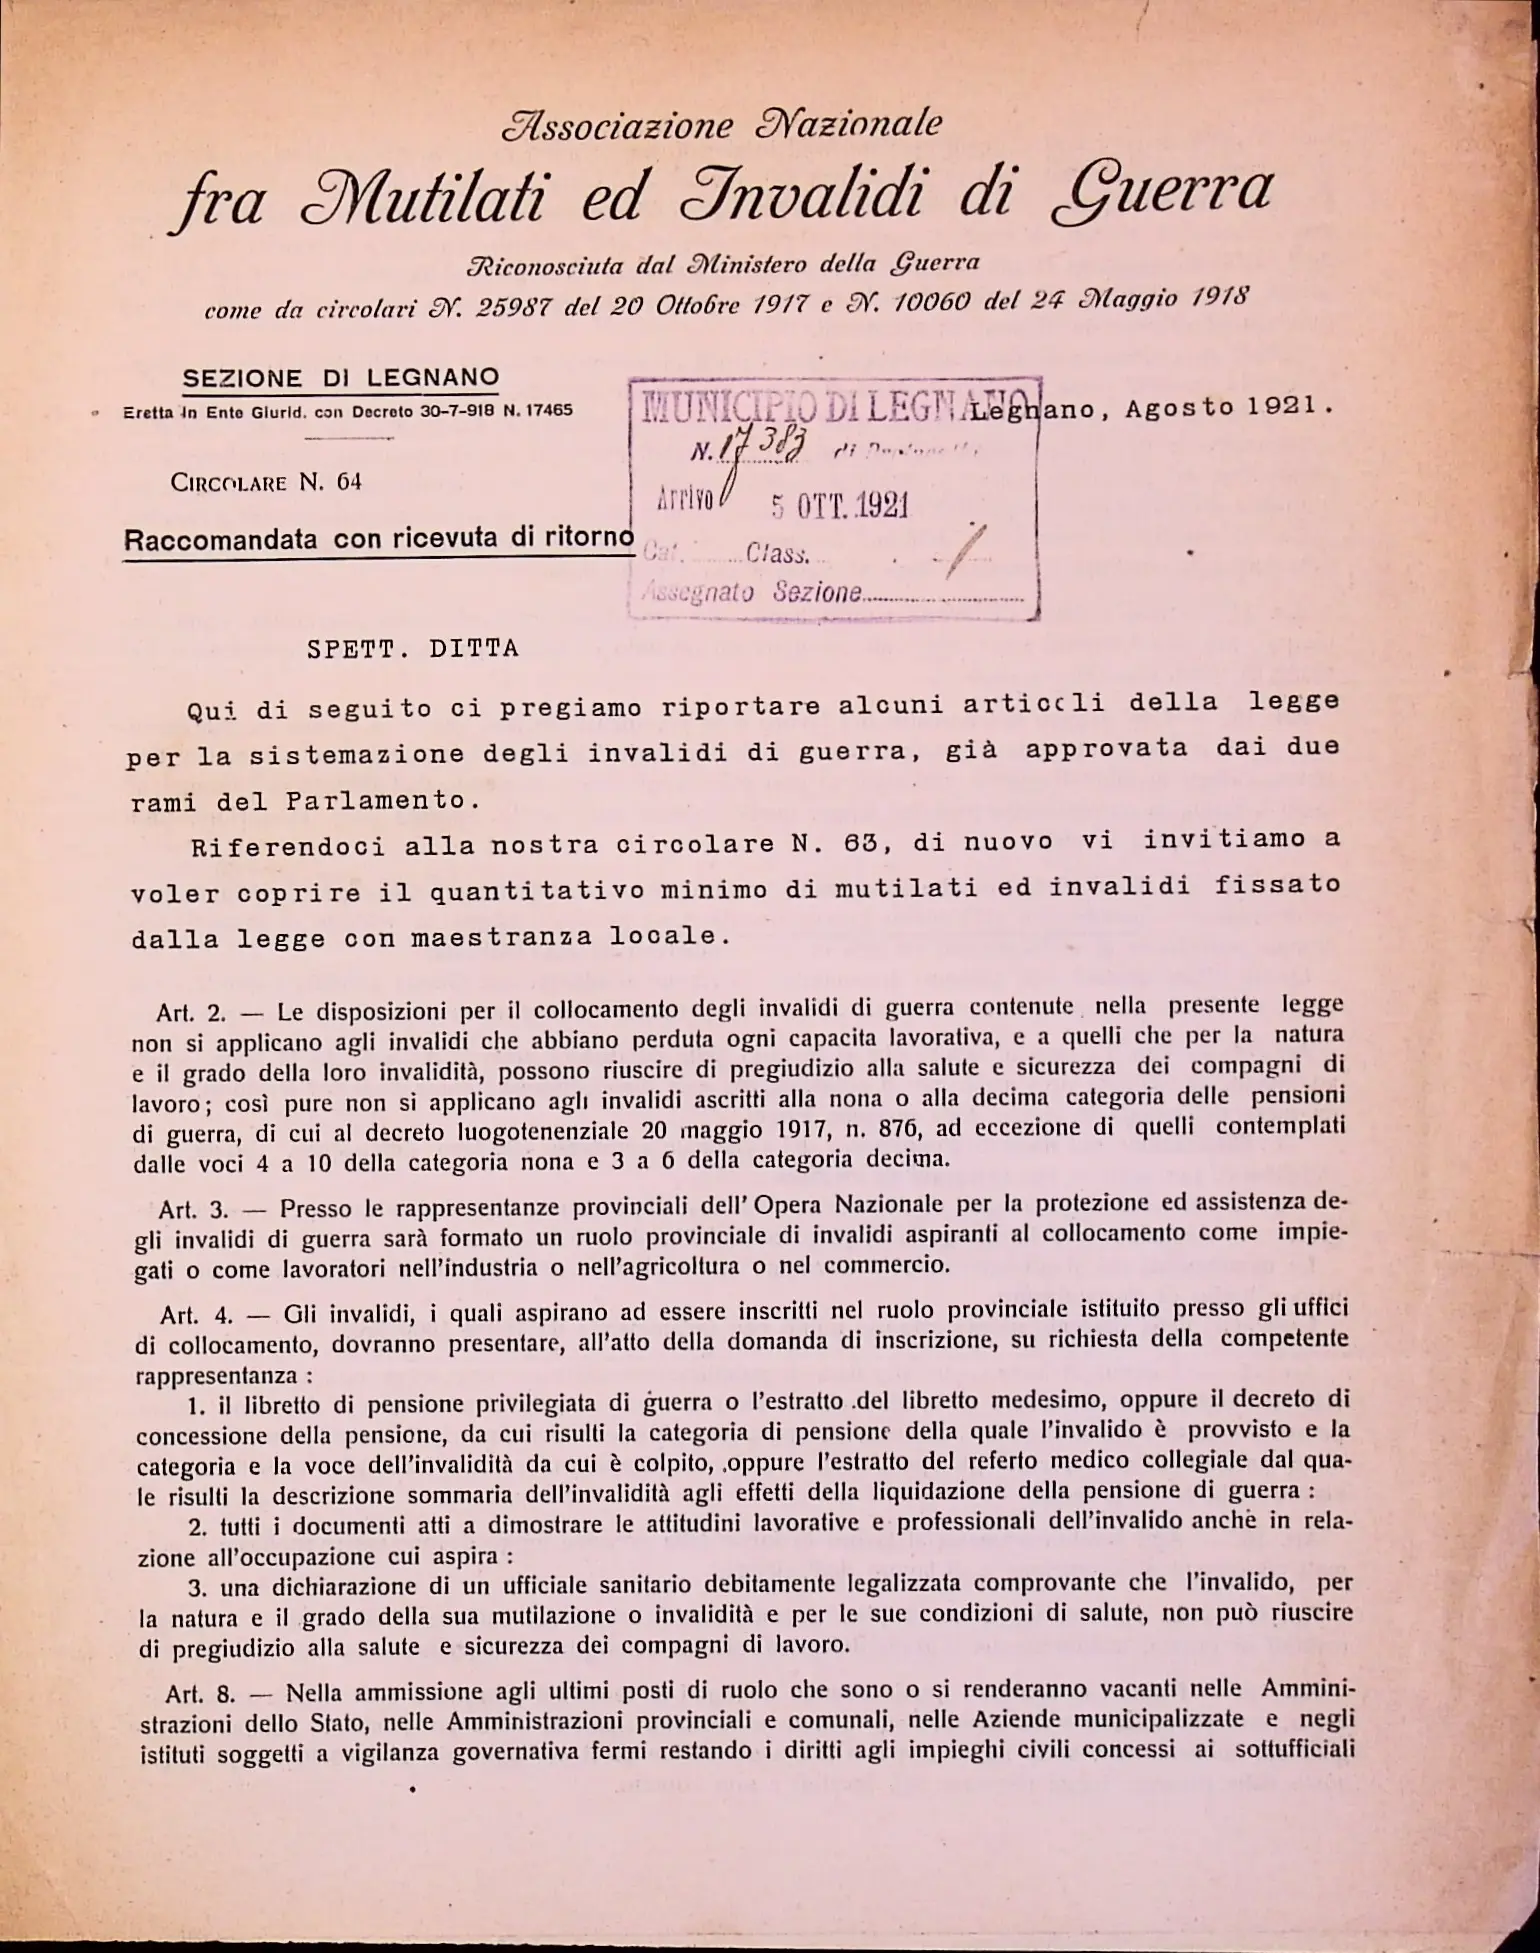 Associazione Nazionale
fra Mutilati ed Invalidi di Guerra
Riconosciuta dal Ministero della Guerra
come da circolari N. 25987 del 20 Ottobre 1917 e N. 10060 del 24 Maggio 1918
SEZIONE DI LEGNANO
Eretta in Ente Giurid. con Decreto 30-7-918 N. 17465
CIRCOLARE N. 64
Raccomandata con ricevuta di ritorno
MUNICIPIO DI LEGNANO
N. 17383 di
Arrivo 5 OTT. 1921
Cat. Class.
Assegnato Sezione
Legnano, Agosto 1921.
SPETT. DITTA
Qui di seguito ci pregiamo riportare alcuni articcli della legge
per la sistemazione degli invalidi di guerra, già approvata dai due
rami del Parlamento.
Riferendoci alla nostra circolare N. 63, di nuovo vi invitiamo a
voler coprire il quantitativo minimo di mutilati ed invalidi fissato
dalla legge con maestranza locale.
Art. 2. — Le disposizioni per il collocamento degli invalidi di guerra contenute nella presente legge
non si applicano agli invalidi che abbiano perduta ogni capacita lavorativa, e a quelli che per la natura
e il grado della loro invalidità, possono riuscire di pregiudizio alla salute e sicurezza dei compagni di
lavoro; così pure non si applicano agli invalidi ascritti alla nona o alla decima categoria delle pensioni
di guerra, di cui al decreto luogotenenziale 20 maggio 1917, n. 876, ad eccezione di quelli contemplati
dalle voci 4 a 10 della categoria nona e 3 a 6 della categoria decima.
Art. 3. — Presso le rappresentanze provinciali dell' Opera Nazionale per la protezione ed assistenza de-
gli invalidi di guerra sarà formato un ruolo provinciale di invalidi aspiranti al collocamento come impie-
gati o come lavoratori nell'industria o nell'agricoltura o nel commercio.
Art. 4. — Gli invalidi, i quali aspirano ad essere inscritti nel ruolo provinciale istituito presso gli uffici
di collocamento, dovranno presentare, all'atto della domanda di inscrizione, su richiesta della competente
rappresentanza :
1. il libretto di pensione privilegiata di guerra o l'estratto del libretto medesimo, oppure il decreto di
concessione della pensione, da cui risulti la categoria di pensione della quale l'invalido è provvisto e la
categoria e la voce dell'invalidità da cui è colpito, oppure l'estratto del referto medico collegiale dal qua-
le risulti la descrizione sommaria dell'invalidità agli effetti della liquidazione della pensione di guerra :
2. tutti i documenti atti a dimostrare le attitudini lavorative e professionali dell'invalido anchè in rela-
zione all'occupazione cui aspira :
3. una dichiarazione di un ufficiale sanitario debitamente legalizzata comprovante che l'invalido, per
la natura e il grado della sua mutilazione o invalidità e per le sue condizioni di salute, non può riuscire
di pregiudizio alla salute e sicurezza dei compagni di lavoro.
Art. 8. — Nella ammissione agli ultimi posti di ruolo che sono o si renderanno vacanti nelle Ammini-
strazioni dello Stato, nelle Amministrazioni provinciali e comunali, nelle Aziende municipalizzate e negli
istituti soggetti a vigilanza governativa fermi restando i diritti agli impieghi civili concessi ai sottufficiali